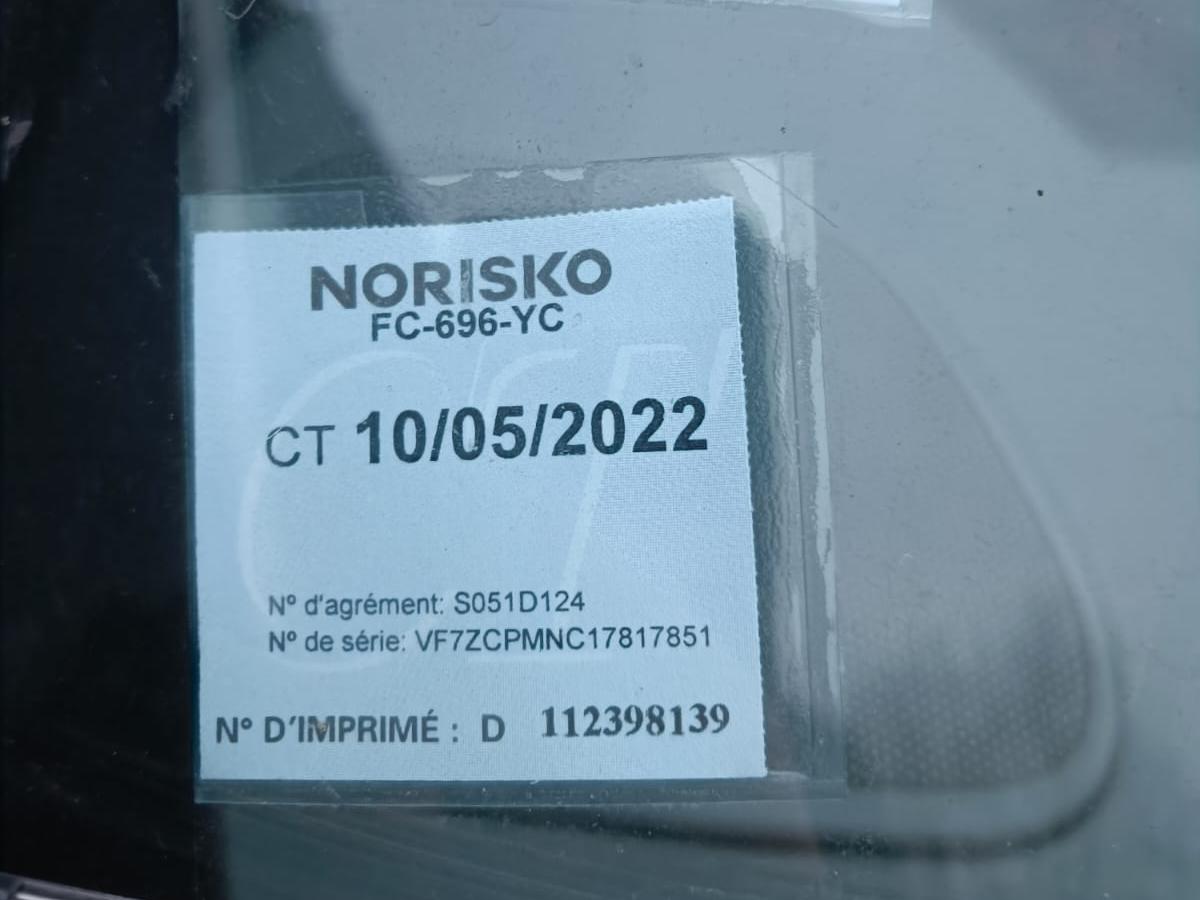 NORISKO
FC-696-YC
CT 10/05/2022
N° d'agrément: S051D124
N° de série: VF7ZCPMNC17817851
N° D'IMPRIMÉ : D 112398139